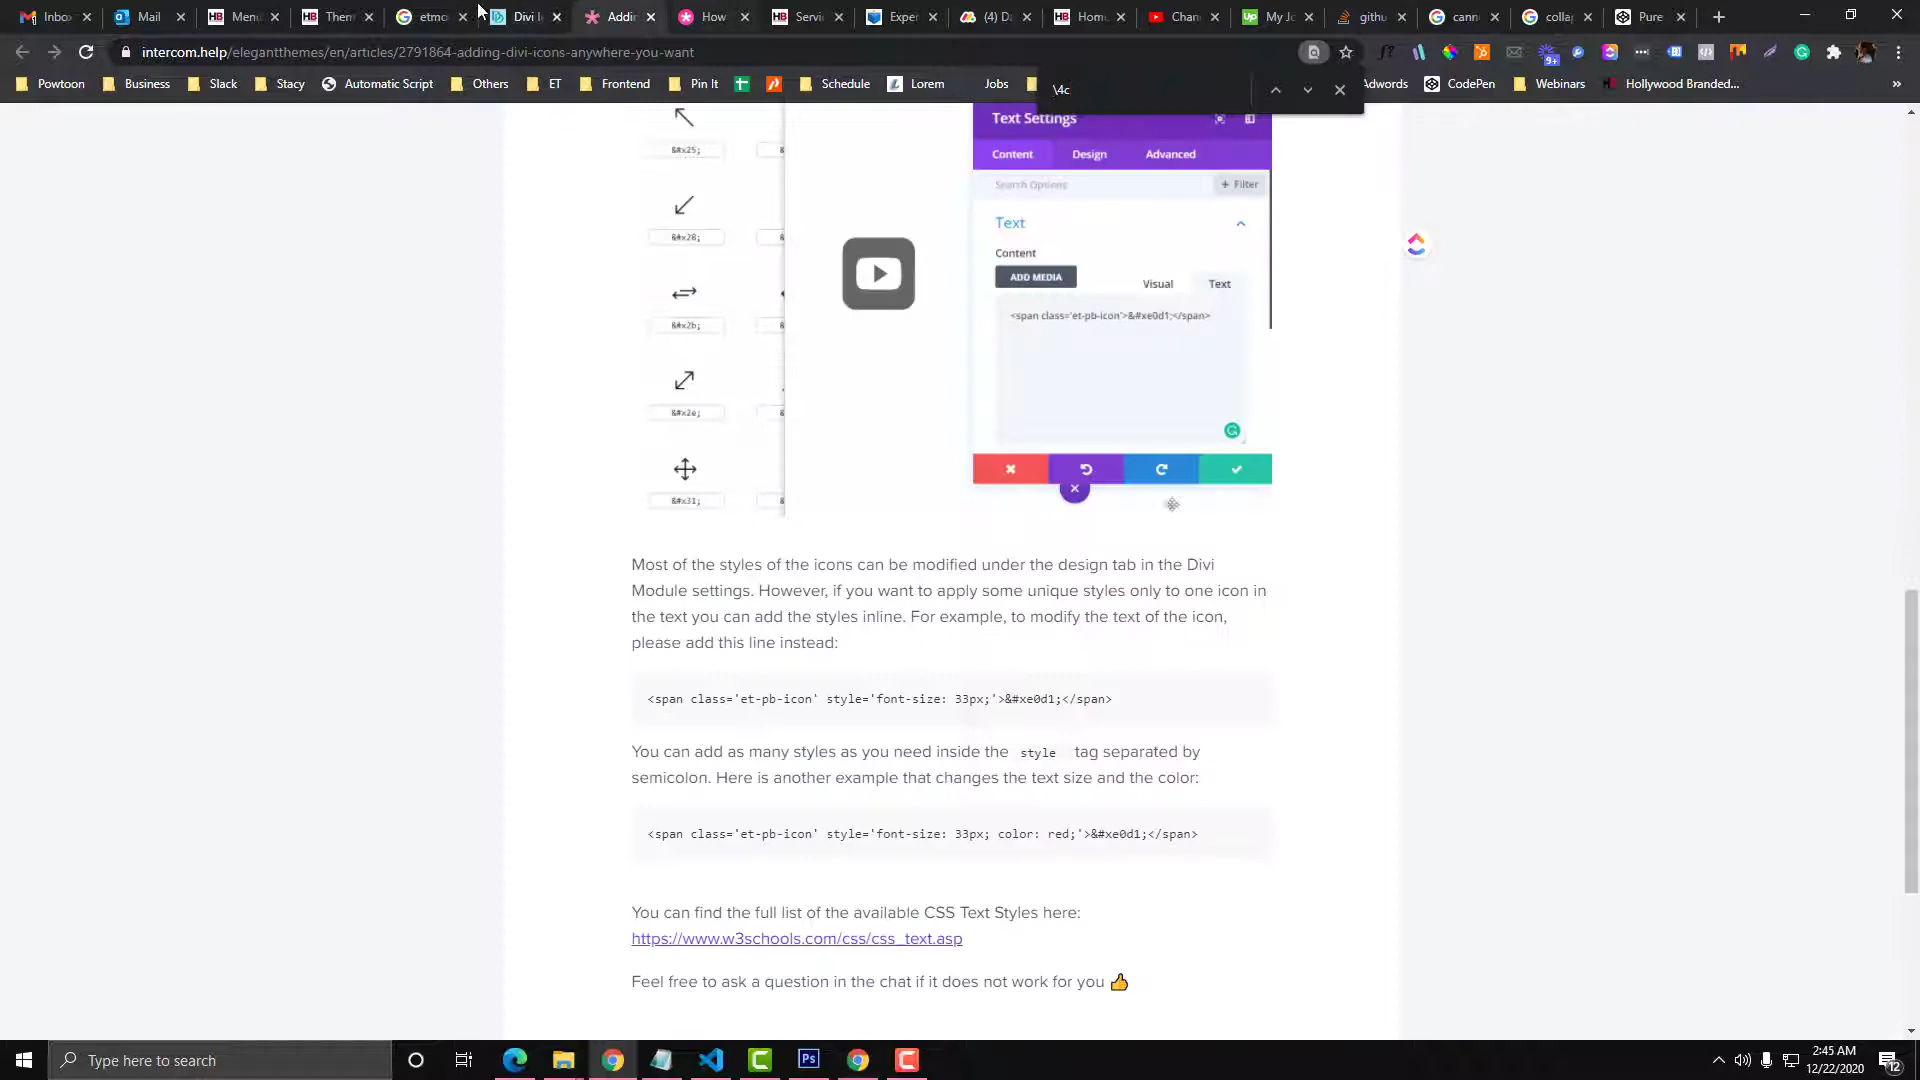 Inbo
Mail
Menu
Them
etmo
Divi I
Addin
How
Servi
Exper
(4) Da
Hom
Chan
My Jo
githu
cann
colla
Pure
intercom.help/elegantthemes/en/articles/2791864-adding-divi-icons-anywhere-you-want
9+
Powtoon
Business
Slack
Stacy
Automatic Script
Others
ET
Frontend
Pin It
Schedule
Lorem
Jobs
\4c
Adwords
CodePen
Webinars
Hollywood Branded...
&#x25;
&#x28;
&#x2b;
&#x2e;
&#x31;
Text Settings
Content
Design
Advanced
Search Options
+ Filter
Text
Content
ADD MEDIA
Visual
Text
<span class='et-pb-icon'>&#xe0d1;</span>
Most of the styles of the icons can be modified under the design tab in the Divi
Module settings. However, if you want to apply some unique styles only to one icon in
the text you can add the styles inline. For example, to modify the text of the icon,
please add this line instead:
<span class='et-pb-icon' style='font-size: 33px;'>&#xe0d1;</span>
You can add as many styles as you need inside the style tag separated by
semicolon. Here is another example that changes the text size and the color:
<span class='et-pb-icon' style='font-size: 33px; color: red;'>&#xe0d1;</span>
You can find the full list of the available CSS Text Styles here:
https://www.w3schools.com/css/css_text.asp
Feel free to ask a question in the chat if it does not work for you 👍
Type here to search
2:45 AM
12/22/2020
12